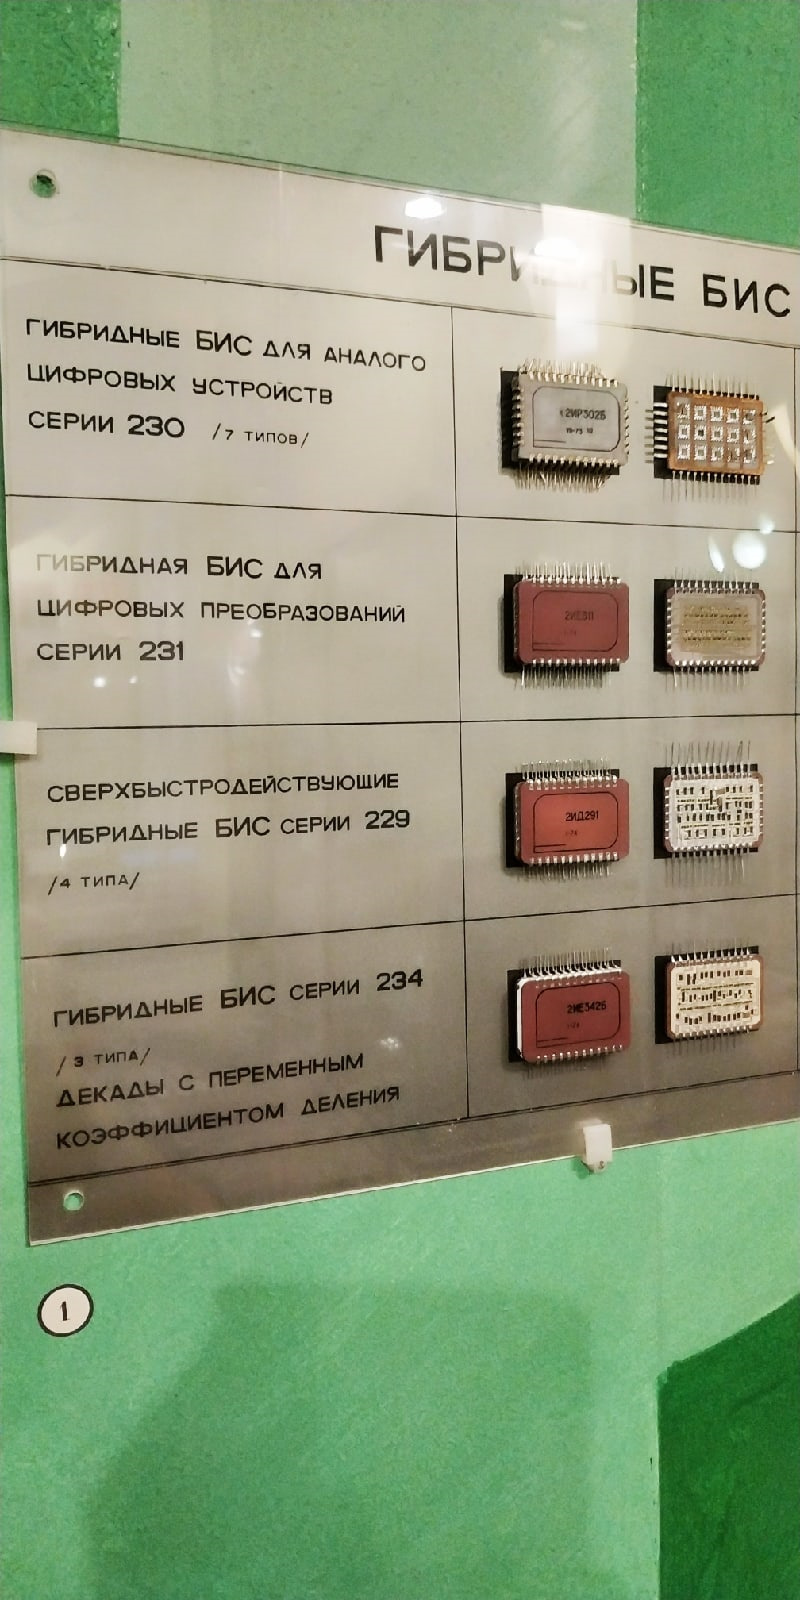 ГИБРИДНЫЕ БИС
ГИБРИДНЫЕ БИС ДЛЯ АНАЛОГО
ЦИФРОВЫХ УСТРОЙСТВ
СЕРИИ 230 /7 ТИПОВ/
ГИБРИДНАЯ БИС ДЛЯ
ЦИФРОВЫХ ПРЕОБРАЗОВАНИЙ
СЕРИИ 231
2ИЕ311
СВЕРХБЫСТРОДЕЙСТВУЮЩИЕ
ГИБРИДНЫЕ БИС СЕРИИ 229
/4 ТИПА/
2ИД291
ГИБРИДНЫЕ БИС СЕРИИ 234
/3 ТИПА/
ДЕКАДЫ С ПЕРЕМЕННЫМ
КОЭФФИЦИЕНТОМ ДЕЛЕНИЯ
2ИЕ342Б
1